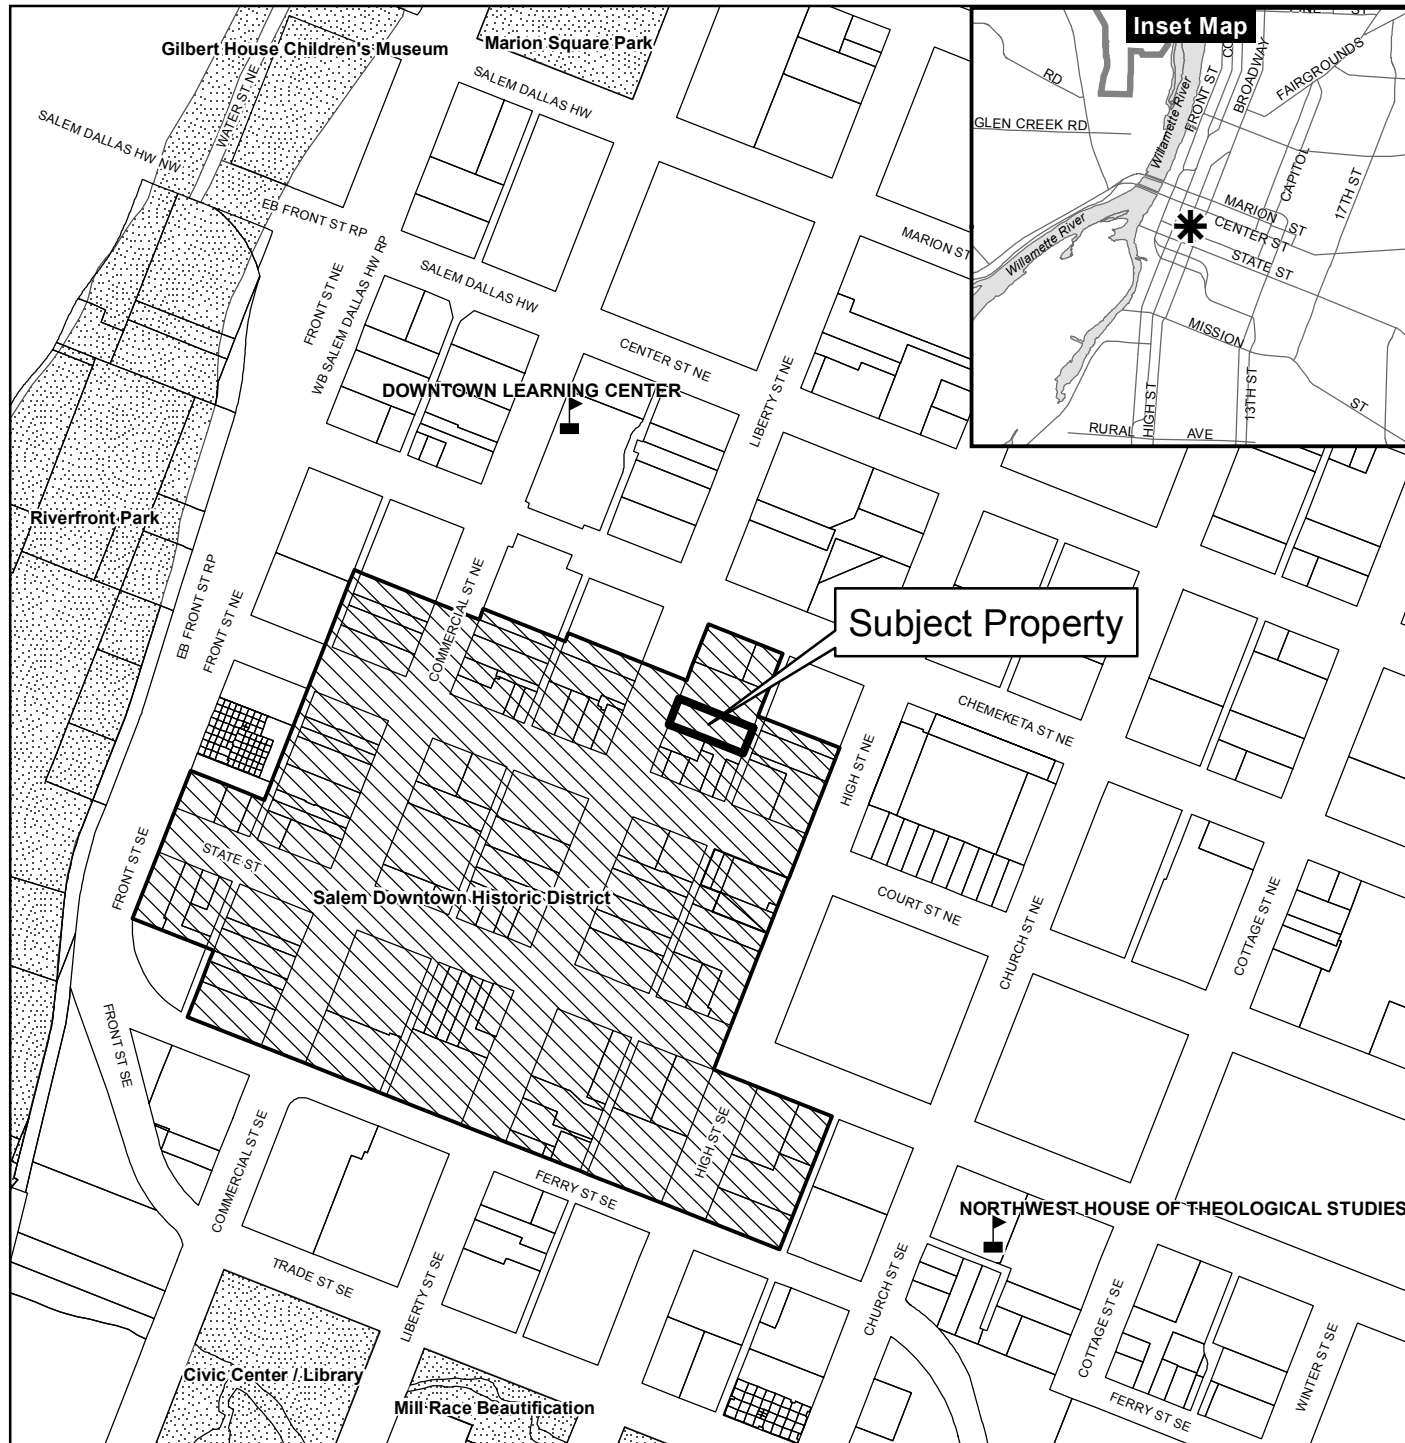 Gilbert House Children's Museum
Marion Square Park
SALEM DALLAS HW
WATER ST NE
SALEM DALLAS HW NW
EB FRONT ST RP
FRONT ST NE
WB SALEM DALLAS HW RP
SALEM DALLAS HW
MARION ST
CENTER ST NE
LIBERTY ST NE
DOWNTOWN LEARNING CENTER
Riverfront Park
EB FRONT ST RP
FRONT ST NE
COMMERCIAL ST NE
Subject Property
CHEMEKETA ST NE
HIGH ST NE
STATE ST
FRONT ST SE
Salem Downtown Historic District
COURT ST NE
CHURCH ST NE
COTTAGE ST NE
FRONT ST SE
COMMERCIAL ST SE
HIGH ST SE
FERRY ST SE
NORTHWEST HOUSE OF THEOLOGICAL STUDIES
TRADE ST SE
LIBERTY ST SE
CHURCH ST SE
COTTAGE ST SE
WINTER ST SE
FERRY ST SE
Civic Center / Library
Mill Race Beautification
Inset Map
ST
RD
GLEN CREEK RD
Willamette River
FRONT ST
CO
BROADWAY
FAIRGROUNDS
CAPITOL
17TH ST
MARION ST
CENTER ST
STATE ST
Willamette River
MISSION ST
13TH ST
HIGH ST
RURAL AVE